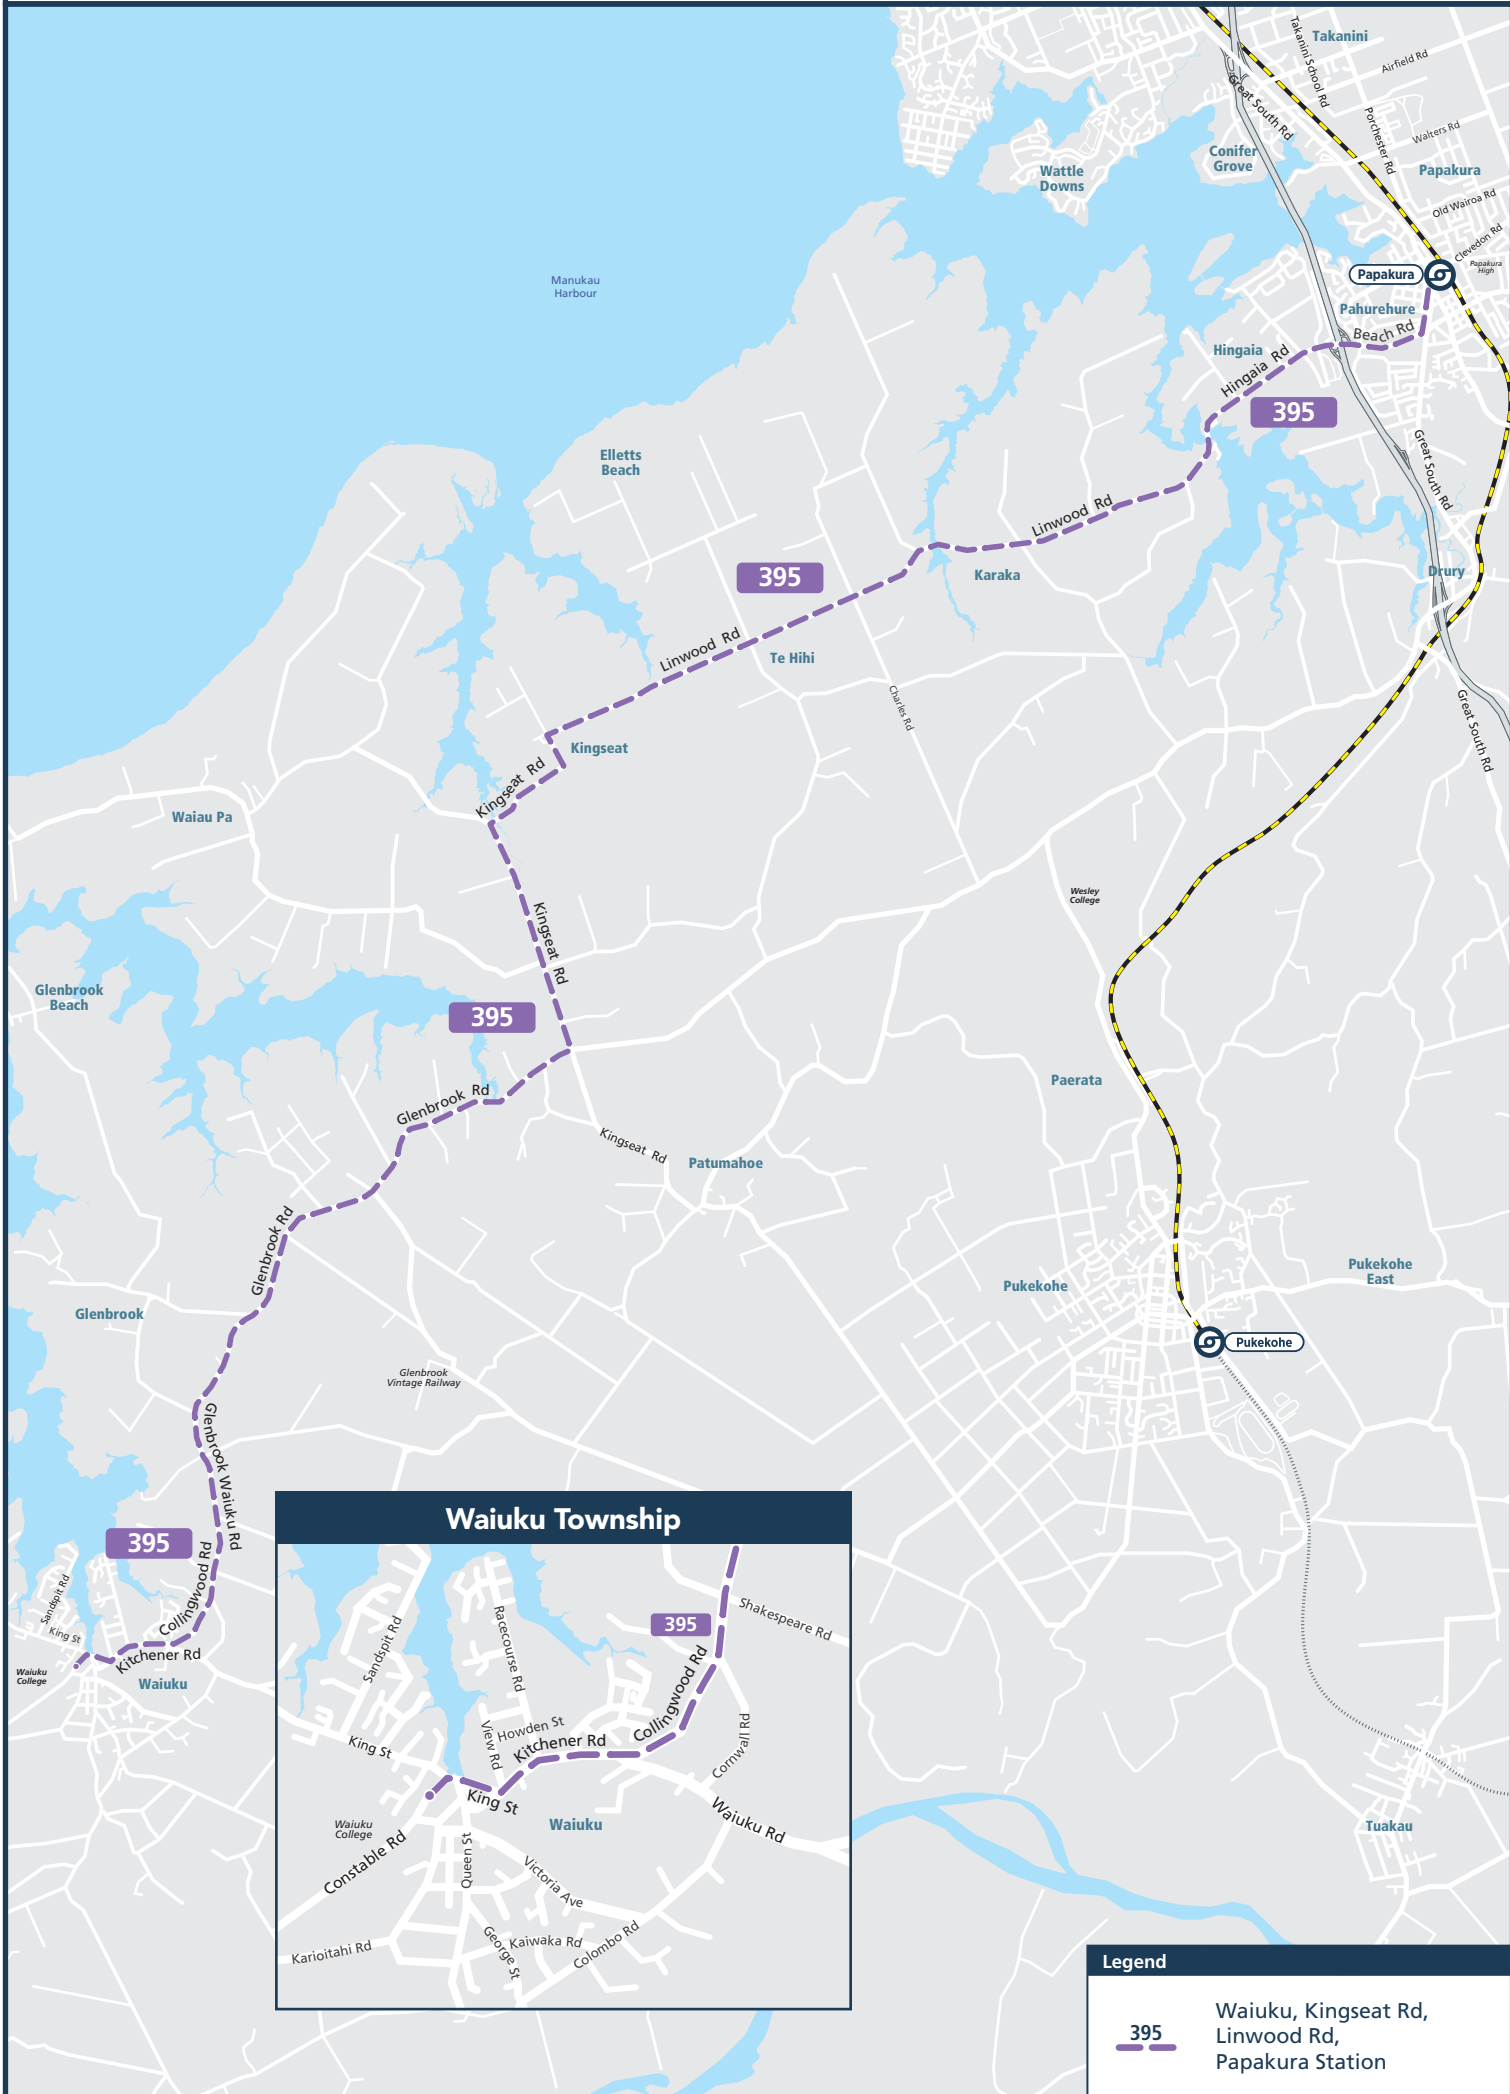 Takanini
Takanini School Rd
Airfield Rd
Great South Rd
Porchester Rd
Walters Rd
Conifer
Grove
Papakura
Wattle
Downs
Old Wairoa Rd
Clevedon Rd
Papakura
Papakura
High
Manukau
Harbour
Pahurehure
Beach Rd
Hingaia
Hingaia Rd
395
Great South Rd
Elletts
Beach
Linwood Rd
395
Karaka
Drury
Linwood Rd
Te Hihi
Charles Rd
Great South Rd
Kingseat
Kingseat Rd
Waiau Pa
Wesley
College
Kingseat Rd
Glenbrook
Beach
395
Paerata
Glenbrook Rd
Kingseat Rd
Patumahoe
Glenbrook Rd
Pukekohe
East
Pukekohe
Glenbrook
Pukekohe
Glenbrook
Vintage Railway
Glenbrook Waiuku Rd
395
Collingwood Rd
Sandspit Rd
King St
Kitchener Rd
Waiuku
College
Waiuku
Waiuku Township
395
Shakespeare Rd
Racecourse Rd
Sandspit Rd
Collingwood Rd
Howden St
View Rd
Kitchener Rd
King St
Cornwall Rd
King St
Waiuku Rd
Waiuku
College
Waiuku
Constable Rd
Queen St
Victoria Ave
George St
Kaiwaka Rd
Colombo Rd
Karioitahi Rd
Tuakau
Legend
395
Waiuku, Kingseat Rd,
Linwood Rd,
Papakura Station